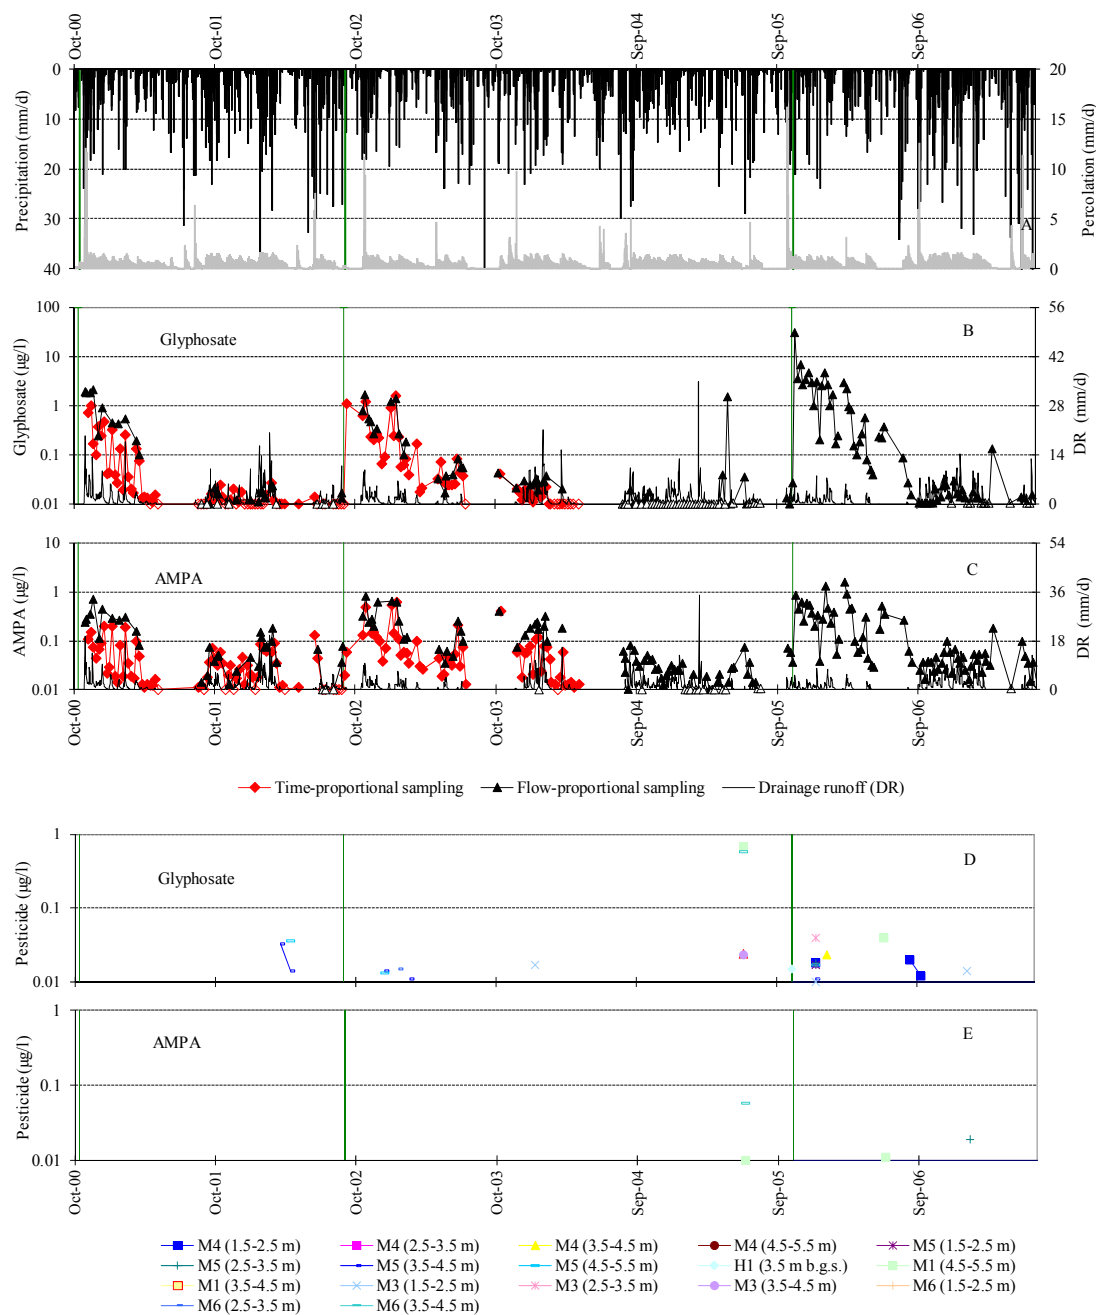 Oct-00 Oct-01 Oct-02 Oct-03 Sep-04 Sep-05 Sep-06
Precipitation (mm/d)
0
10
20
30
40
Percolation (mm/d)
20
15
10
5
0
A
Glyphosate (µg/l)
100
10
1
0.1
0.01
Glyphosate
B
DR (mm/d)
56
42
28
14
0
AMPA (µg/l)
10
1
0.1
0.01
AMPA
C
DR (mm/d)
54
36
18
0
Oct-00 Oct-01 Oct-02 Oct-03 Sep-04 Sep-05 Sep-06
Time-proportional sampling Flow-proportional sampling Drainage runoff (DR)
Pesticide (µg/l)
1
0.1
0.01
Glyphosate
D
Pesticide (µg/l)
1
0.1
0.01
AMPA
E
Oct-00 Oct-01 Oct-02 Oct-03 Sep-04 Sep-05 Sep-06
M4 (1.5-2.5 m) M4 (2.5-3.5 m) M4 (3.5-4.5 m) M4 (4.5-5.5 m) M5 (1.5-2.5 m)
M5 (2.5-3.5 m) M5 (3.5-4.5 m) M5 (4.5-5.5 m) H1 (3.5 m b.g.s.) M1 (4.5-5.5 m)
M1 (3.5-4.5 m) M3 (1.5-2.5 m) M3 (2.5-3.5 m) M3 (3.5-4.5 m) M6 (1.5-2.5 m)
M6 (2.5-3.5 m) M6 (3.5-4.5 m)